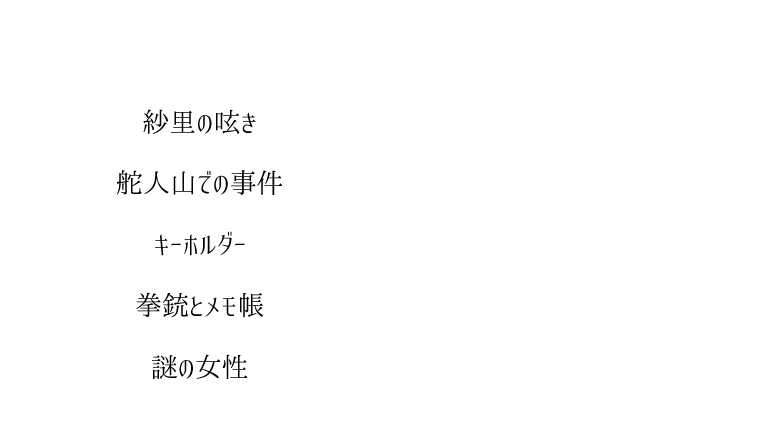 紗里の呟き
舵人山での事件
キーホルダー
拳銃とメモ帳
謎の女性